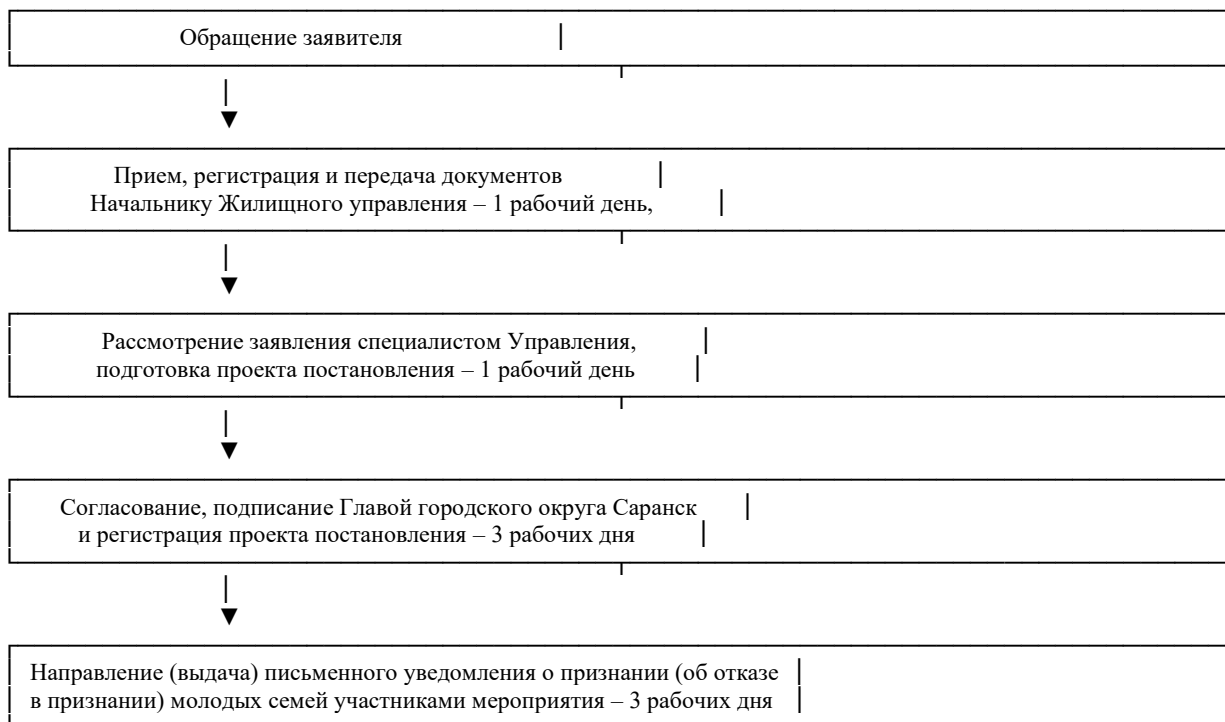 Обращение заявителя
Прием, регистрация и передача документов
Начальнику Жилищного управления – 1 рабочий день,
Рассмотрение заявления специалистом Управления,
подготовка проекта постановления – 1 рабочий день
Согласование, подписание Главой городского округа Саранск
и регистрация проекта постановления – 3 рабочих дня
Направление (выдача) письменного уведомления о признании (об отказе
в признании) молодых семей участниками мероприятия – 3 рабочих дня